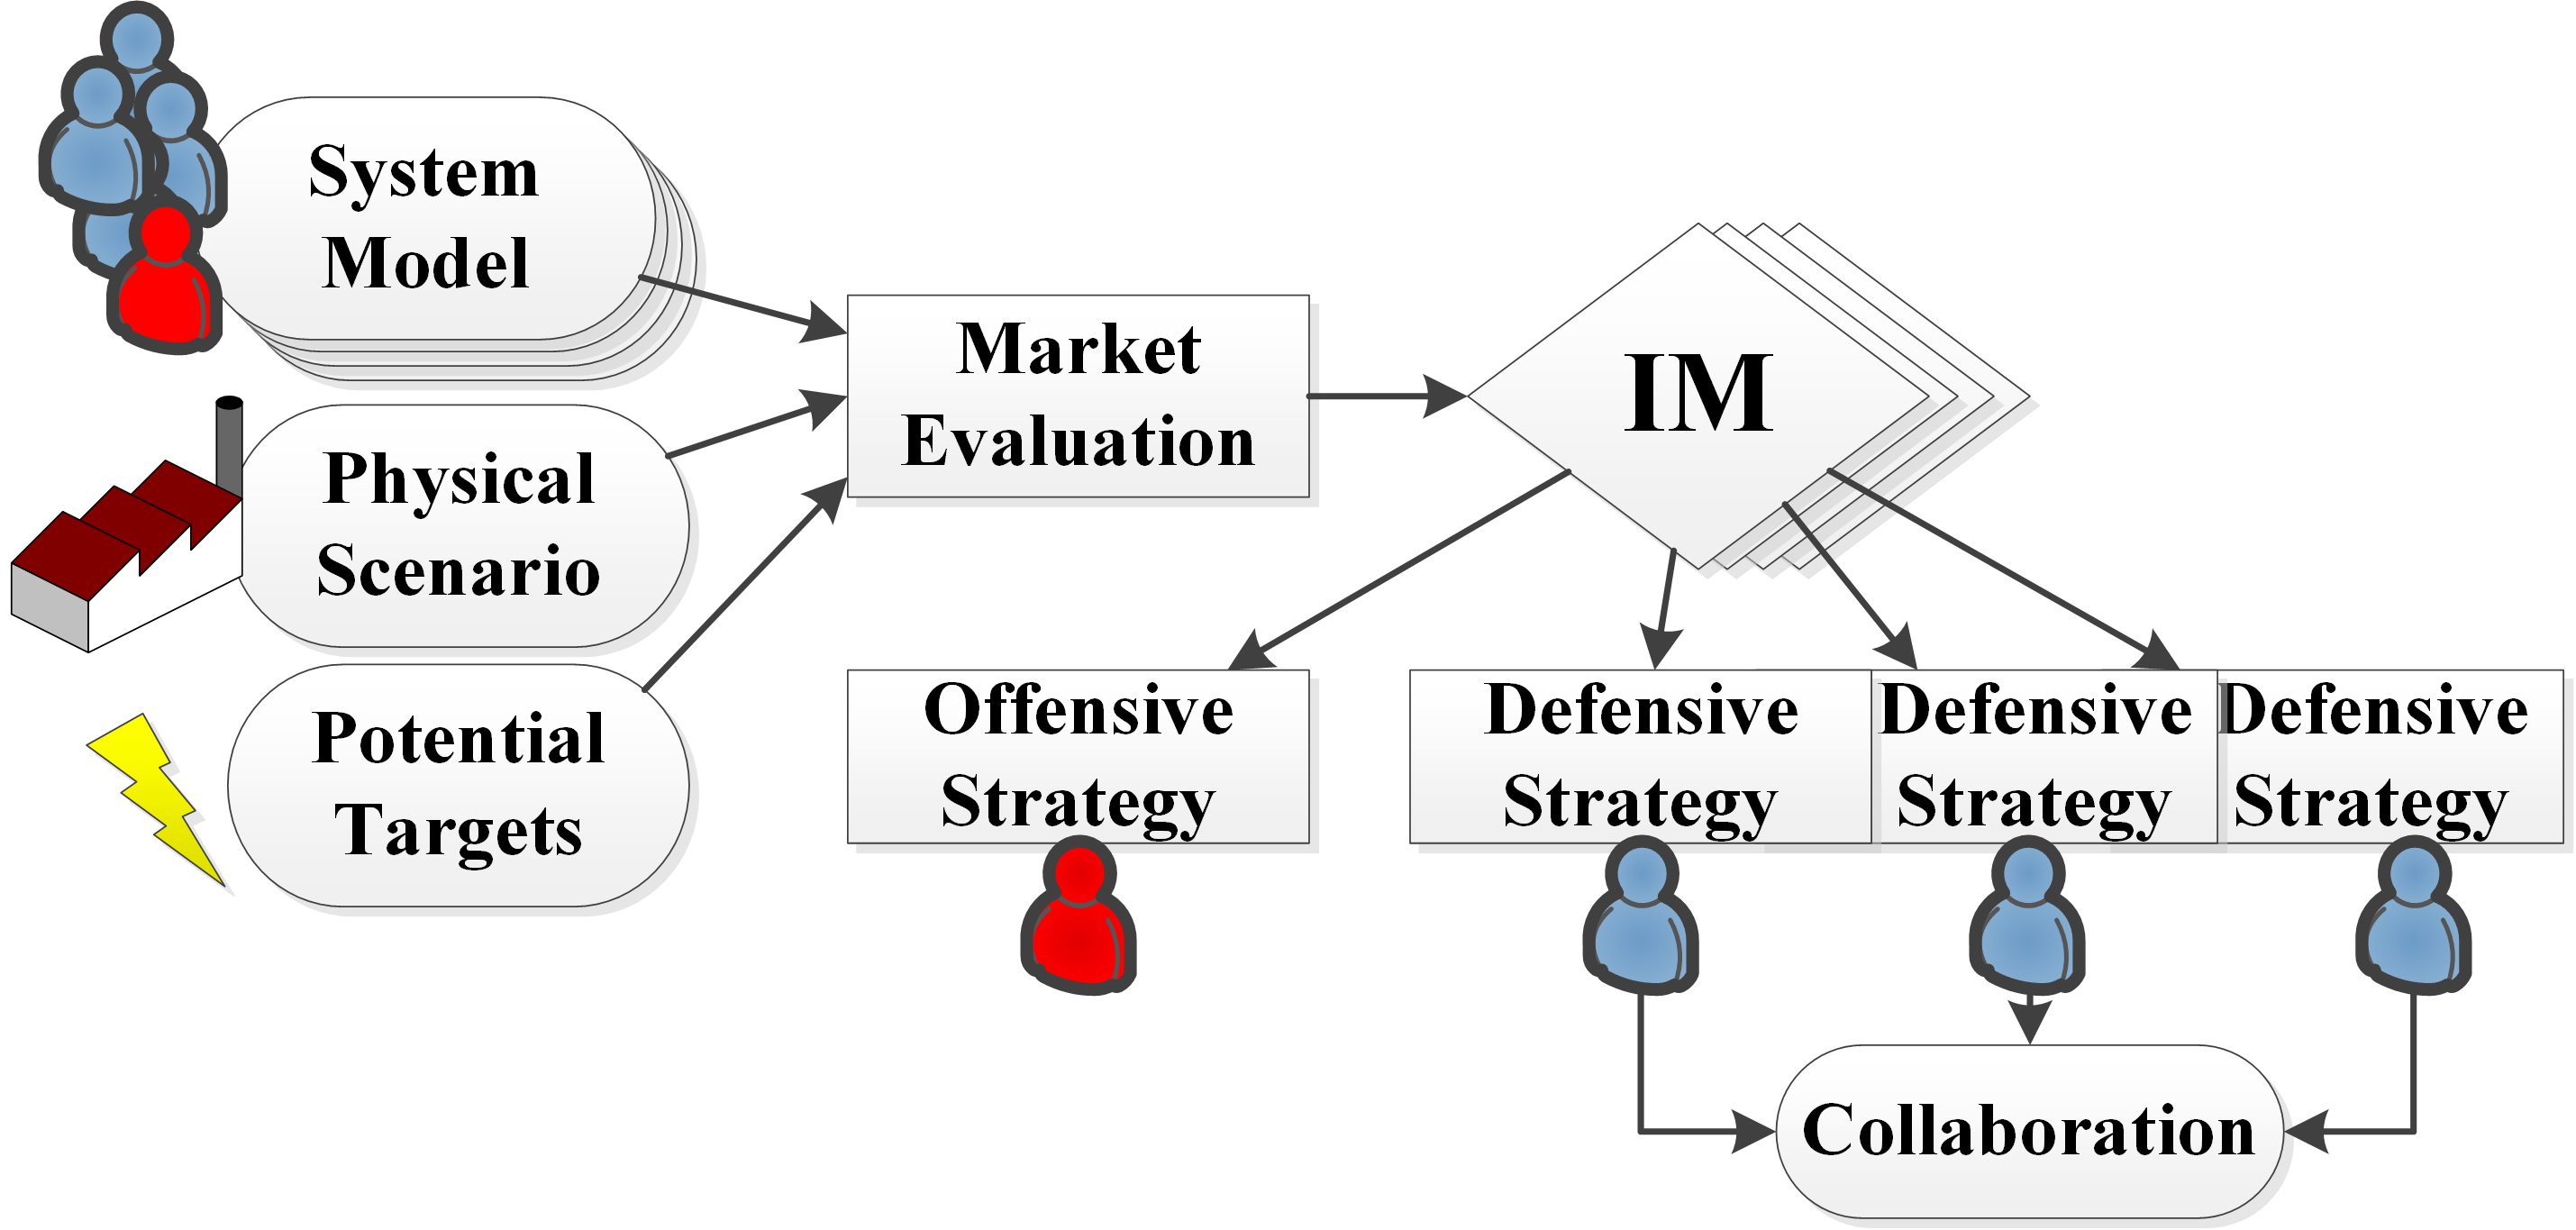 System
Model
Physical
Scenario
Potential
Targets
Market
Evaluation
IM
Offensive
Strategy
Defensive
Strategy
Defensive
Strategy
Defensive
Strategy
Collaboration